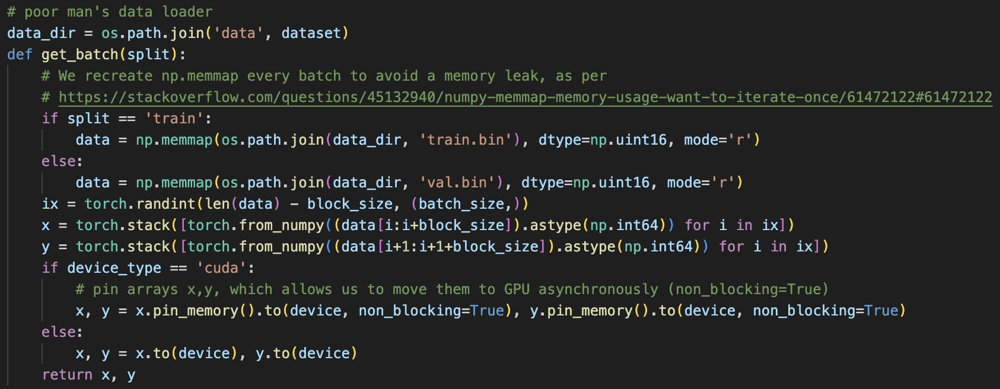 # poor man's data loader
data_dir = os.path.join('data', dataset)
def get_batch(split):
    # We recreate np.memmap every batch to avoid a memory leak, as per
    # https://stackoverflow.com/questions/45132940/numpy-memmap-memory-usage-want-to-iterate-once/61472122#61472122
    if split == 'train':
        data = np.memmap(os.path.join(data_dir, 'train.bin'), dtype=np.uint16, mode='r')
    else:
        data = np.memmap(os.path.join(data_dir, 'val.bin'), dtype=np.uint16, mode='r')
    ix = torch.randint(len(data) - block_size, (batch_size,))
    x = torch.stack([torch.from_numpy((data[i:i+block_size]).astype(np.int64)) for i in ix])
    y = torch.stack([torch.from_numpy((data[i+1:i+1+block_size]).astype(np.int64)) for i in ix])
    if device_type == 'cuda':
        # pin arrays x,y, which allows us to move them to GPU asynchronously (non_blocking=True)
        x, y = x.pin_memory().to(device, non_blocking=True), y.pin_memory().to(device, non_blocking=True)
    else:
        x, y = x.to(device), y.to(device)
    return x, y